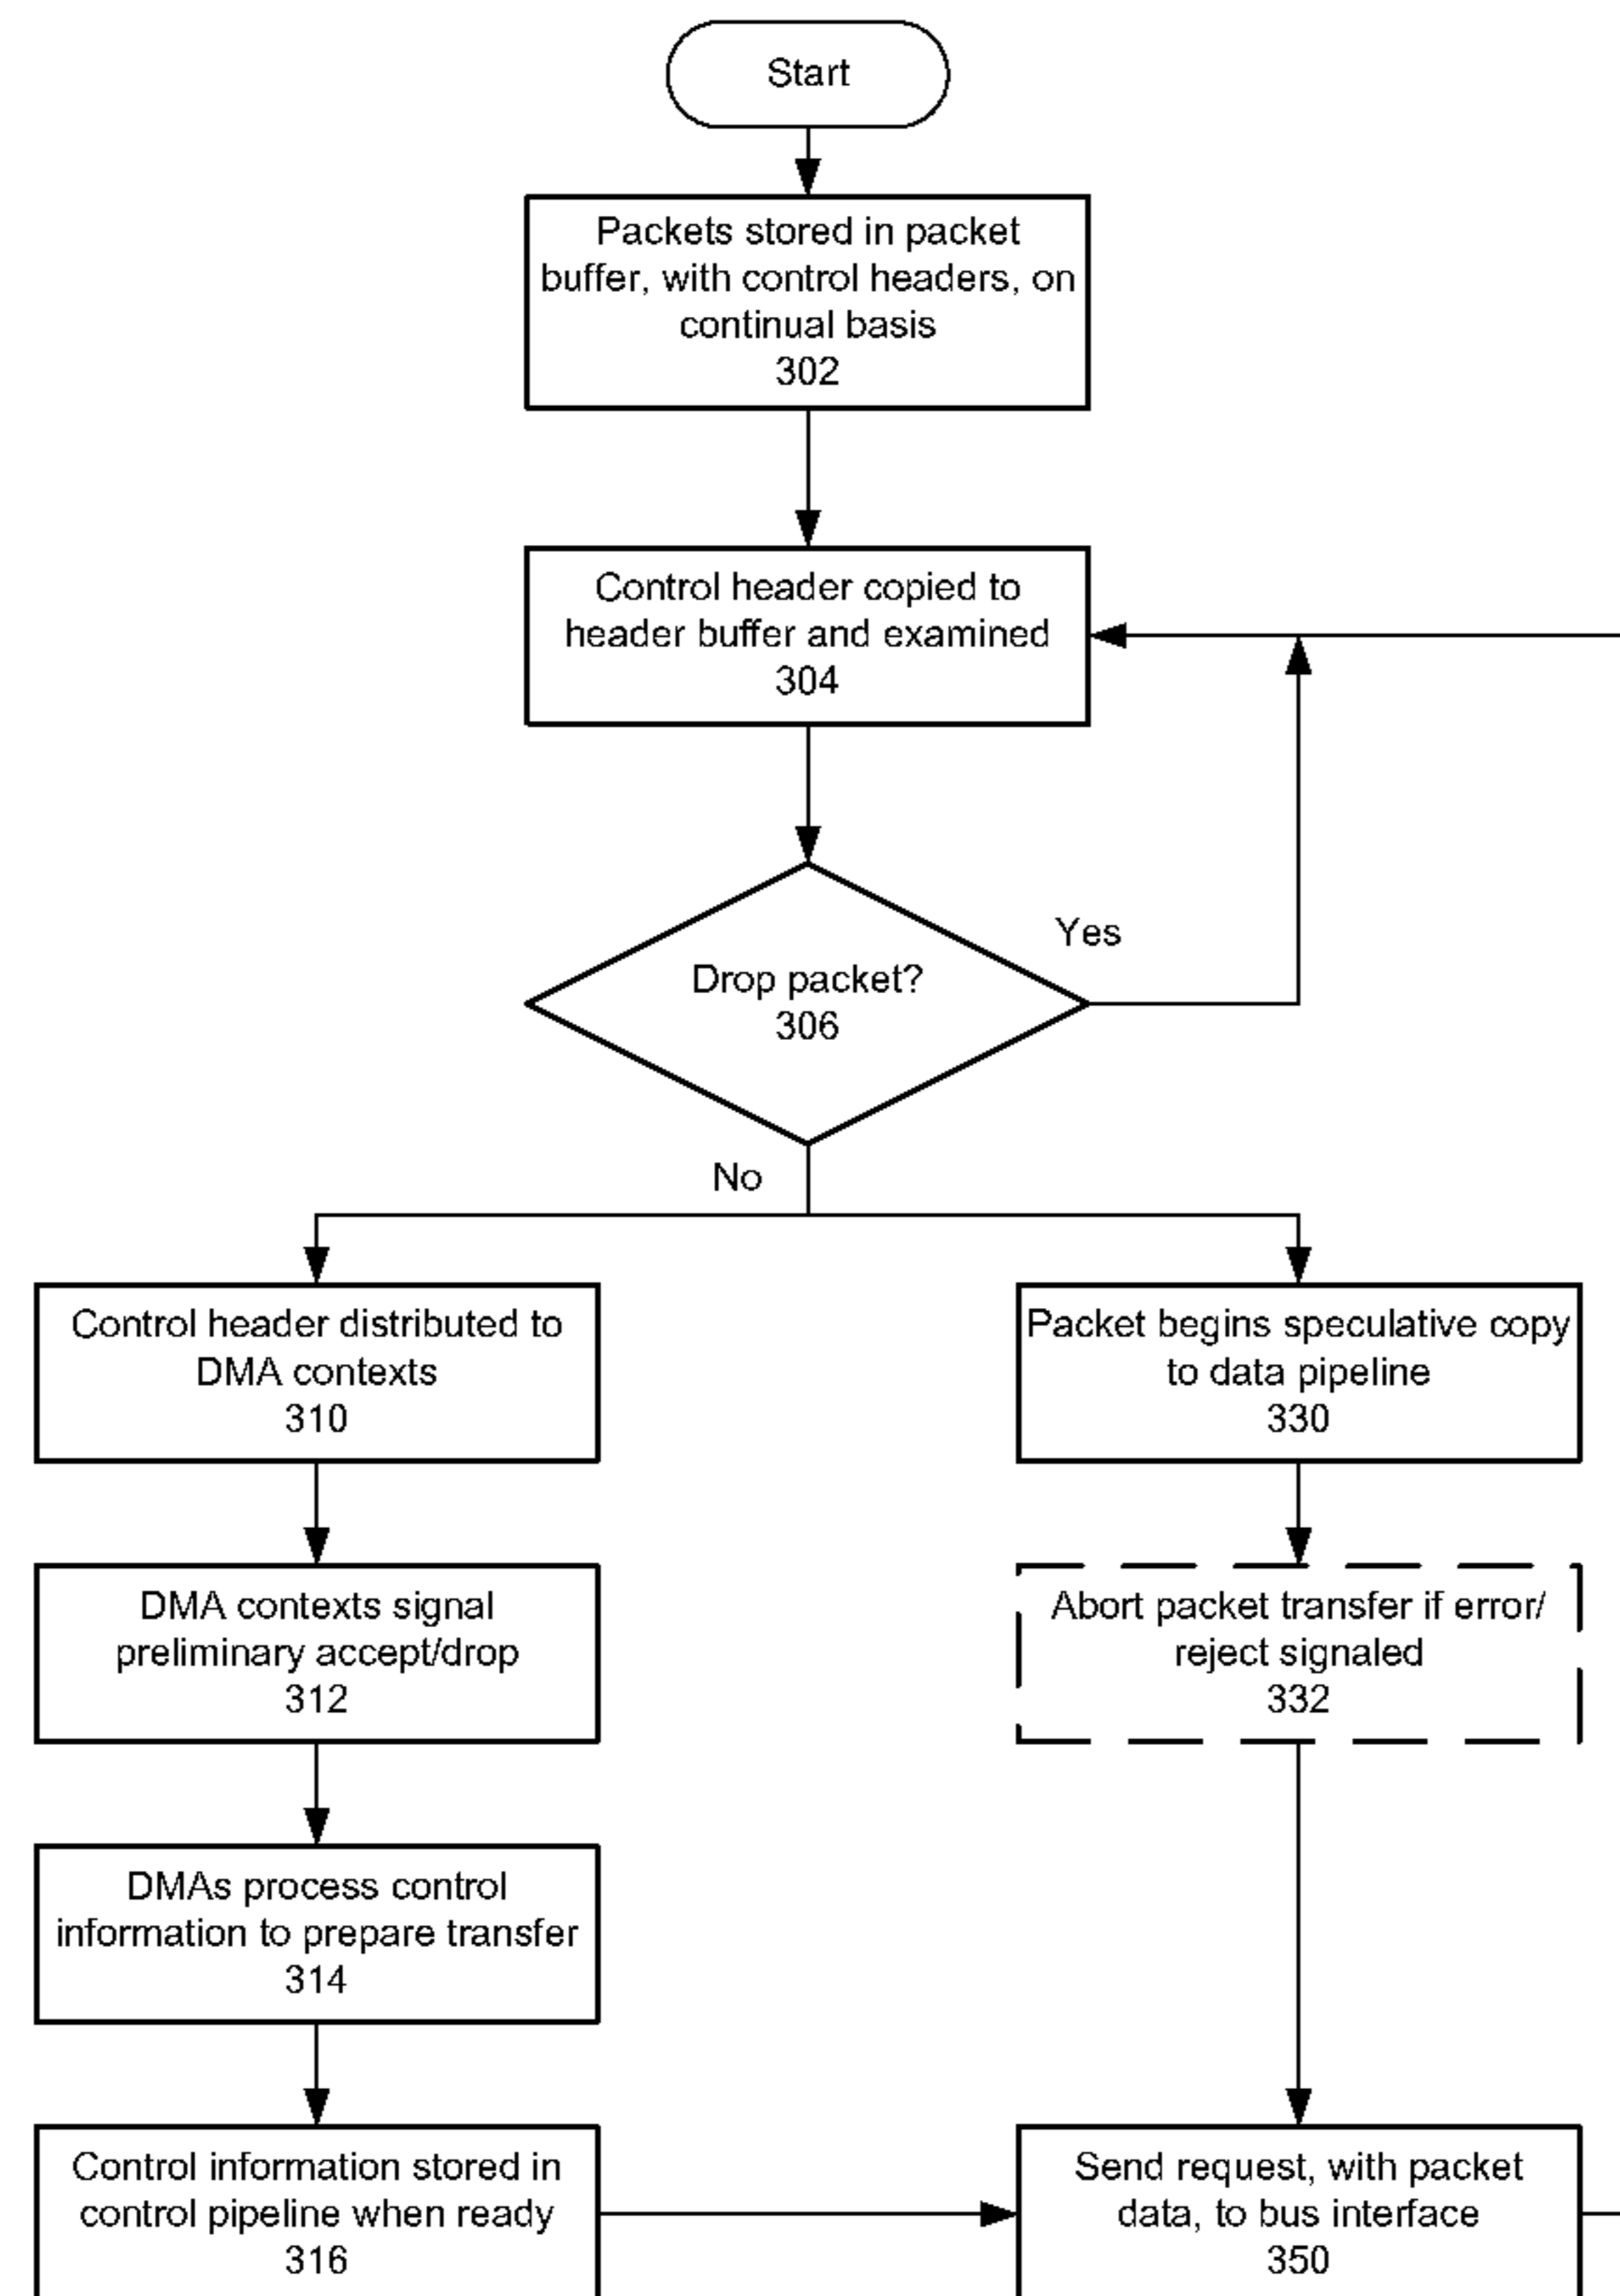 Start
Packets stored in packet
buffer, with control headers, on
continual basis
302
Control header copied to
header buffer and examined
304
Drop packet?
306
Yes
No
Control header distributed to
DMA contexts
310
Packet begins speculative copy
to data pipeline
330
DMA contexts signal
preliminary accept/drop
312
Abort packet transfer if error/
reject signaled
332
DMAs process control
information to prepare transfer
314
Control information stored in
control pipeline when ready
316
Send request, with packet
data, to bus interface
350